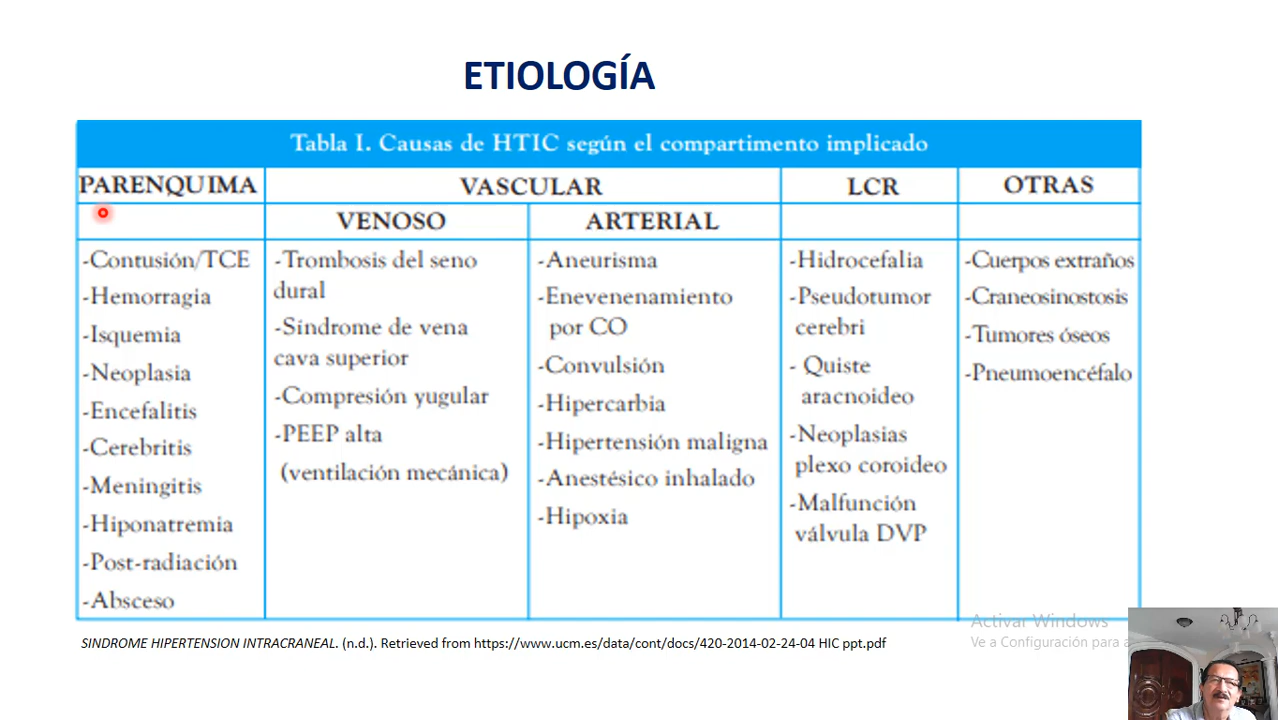 ETIOLOGÍA
Tabla I. Causas de HTIC según el compartimento implicado
PARENQUIMA
VASCULAR
LCR
OTRAS
VENOSO
ARTERIAL
-Contusión/TCE
-Hemorragia
-Isquemia
-Neoplasia
-Encefalitis
-Cerebritis
-Meningitis
-Hiponatremia
-Post-radiación
-Absceso
-Trombosis del seno
dural
-Síndrome de vena
cava superior
-Compresión yugular
-PEEP alta
(ventilación mecánica)
-Aneurisma
-Enevenenamiento
por CO
-Convulsión
-Hipercarbia
-Hipertensión maligna
-Anestésico inhalado
-Hipoxia
-Hidrocefalia
-Pseudotumor
cerebri
- Quiste
aracnoideo
-Neoplasias
plexo coroideo
-Malfunción
válvula DVP
-Cuerpos extraños
-Craneosinostosis
-Tumores óseos
-Pneumoencéfalo
SINDROME HIPERTENSION INTRACRANEAL. (n.d.). Retrieved from https://www.ucm.es/data/cont/docs/420-2014-02-24-04 HIC ppt.pdf
Activar Windows
Ve a Configuración para a